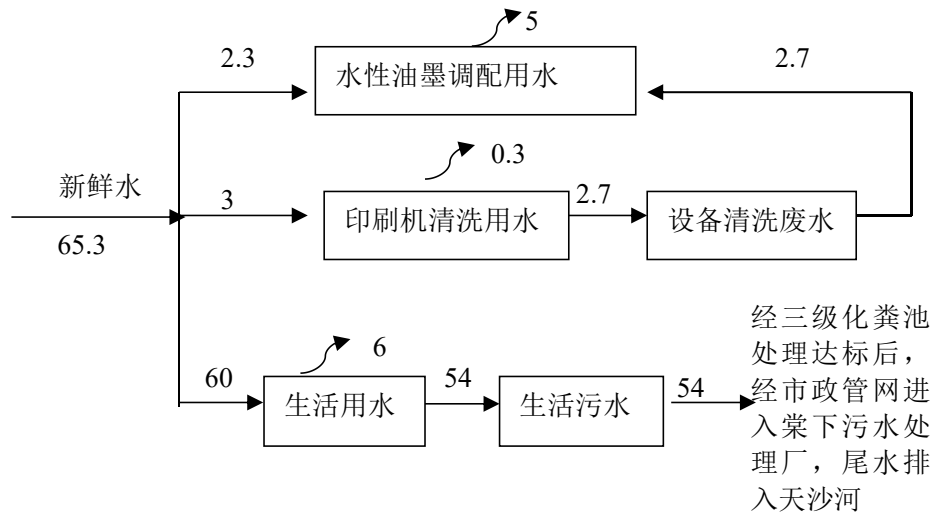 5
2.3
水性油墨调配用水
2.7
0.3
新鲜水
3
印刷机清洗用水
2.7
设备清洗废水
65.3
6
60
生活用水
54
生活污水
54
经三级化粪池
处理达标后，
经市政管网进
入棠下污水处
理厂，尾水排
入天沙河